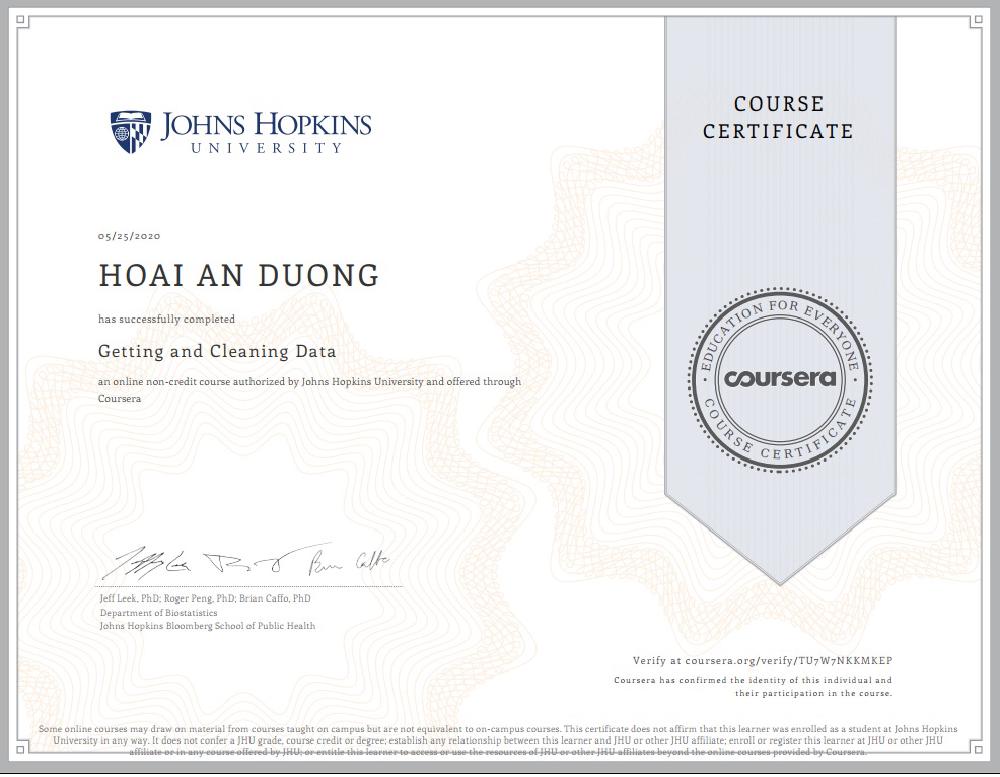 JOHNS HOPKINS
UNIVERSITY
COURSE
CERTIFICATE
05/25/2020
HOAI AN DUONG
has successfully completed
Getting and Cleaning Data
an online non-credit course authorized by Johns Hopkins University and offered through
Coursera
EDUCATION FOR EVERYONE
coursera
COURSE CERTIFICATE
Jeff Leek, PhD; Roger Peng, PhD; Brian Caffo, PhD
Department of Biostatistics
Johns Hopkins Bloomberg School of Public Health
Verify at coursera.org/verify/TU7W7NKKMKEP
Coursera has confirmed the identity of this individual and
their participation in the course.
Some online courses may draw on material from courses taught on campus but are not equivalent to on-campus courses. This certificate does not affirm that this learner was enrolled as a student at Johns Hopkins
University in any way. It does not confer a JHU grade, course credit or degree; establish any relationship between this learner and JHU or other JHU affiliate; enroll or register this learner at JHU or other JHU
affiliate or in any course offered by JHU; or entitle this learner to access or use the resources of JHU or other JHU affiliates beyond the online courses provided by Coursera.